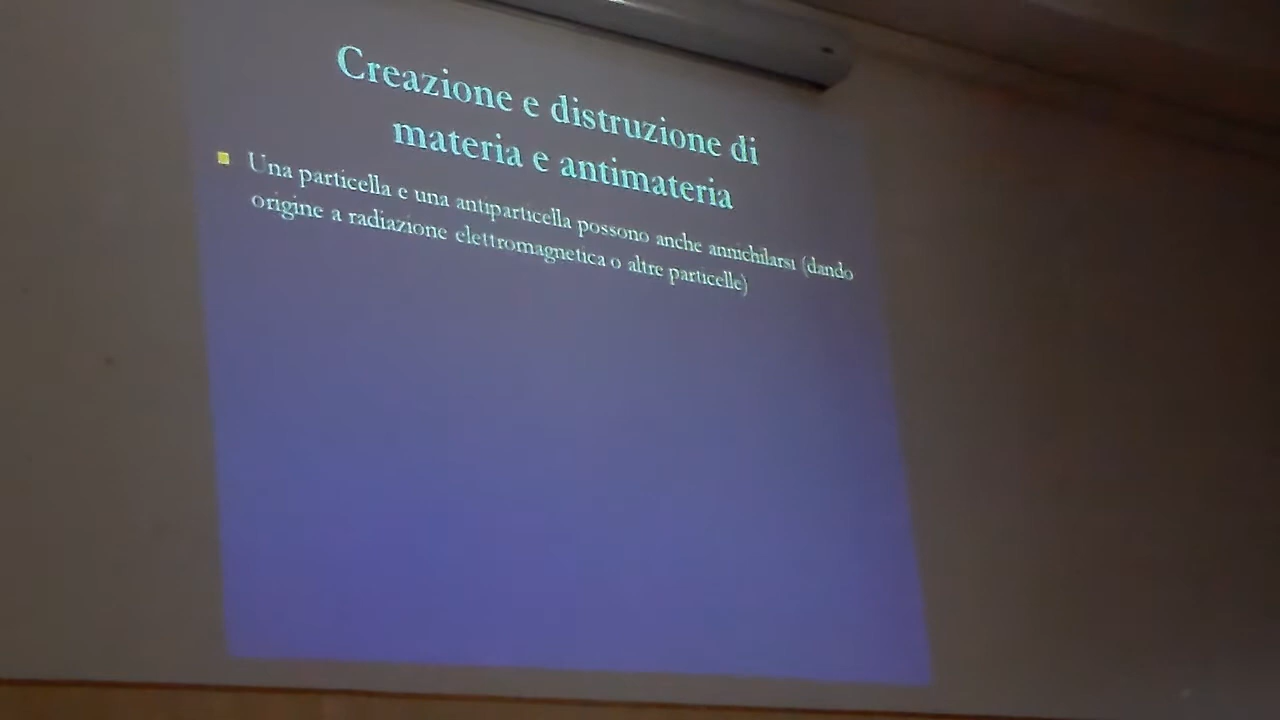 Creazione e distruzione di
materia e antimateria
Una particella e una antiparticella possono anche annichilarsi (dando
origine a radiazione elettromagnetica o altre particelle)